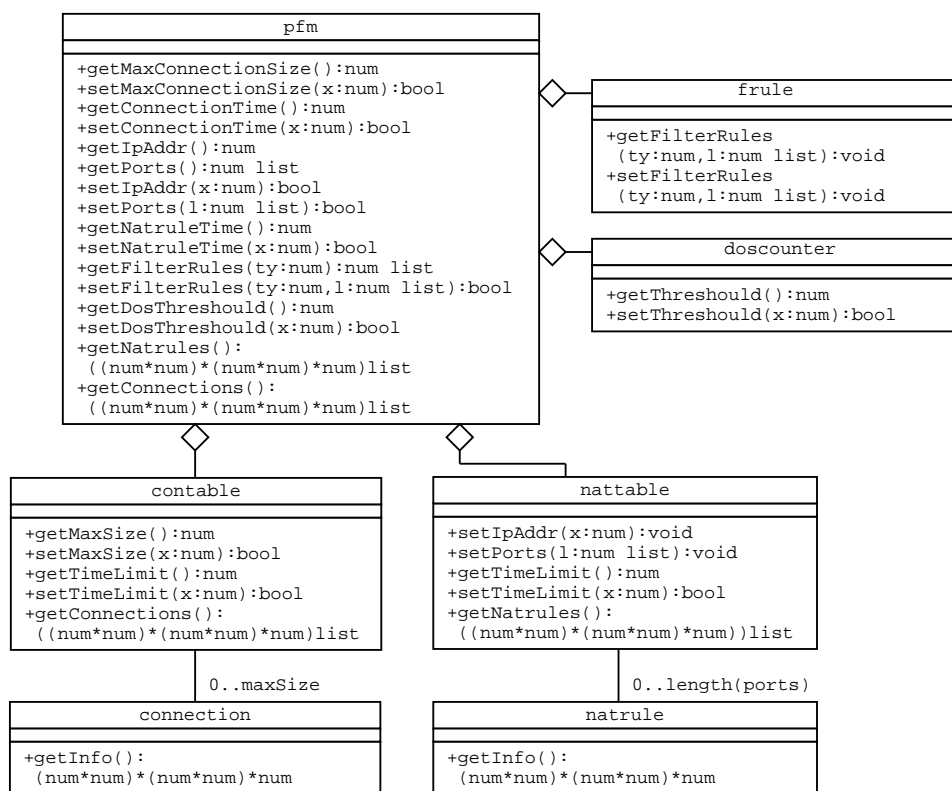 pfm
+getMaxConnectionSize():num
+setMaxConnectionSize(x:num):bool
+getConnectionTime():num
+setConnectionTime(x:num):bool
+getIpAddr():num
+getPorts():num list
+setIpAddr(x:num):bool
+setPorts(l:num list):bool
+getNatruleTime():num
+setNatruleTime(x:num):bool
+getFilterRules(ty:num):num list
+setFilterRules(ty:num,l:num list):bool
+getDosThreshould():num
+setDosThreshould(x:num):bool
+getNatrules():
((num*num)*(num*num)*num)list
+getConnections():
((num*num)*(num*num)*num)list
frule
+getFilterRules
(ty:num,l:num list):void
+setFilterRules
(ty:num,l:num list):void
doscounter
+getThreshould():num
+setThreshould(x:num):bool
contable
+getMaxSize():num
+setMaxSize(x:num):bool
+getTimeLimit():num
+setTimeLimit(x:num):bool
+getConnections():
((num*num)*(num*num)*num)list
nattable
+setIpAddr(x:num):void
+setPorts(l:num list):void
+getTimeLimit():num
+setTimeLimit(x:num):bool
+getNatrules():
((num*num)*(num*num)*num))list
0..maxSize
0..length(ports)
connection
+getInfo():
(num*num)*(num*num)*num
natrule
+getInfo():
(num*num)*(num*num)*num